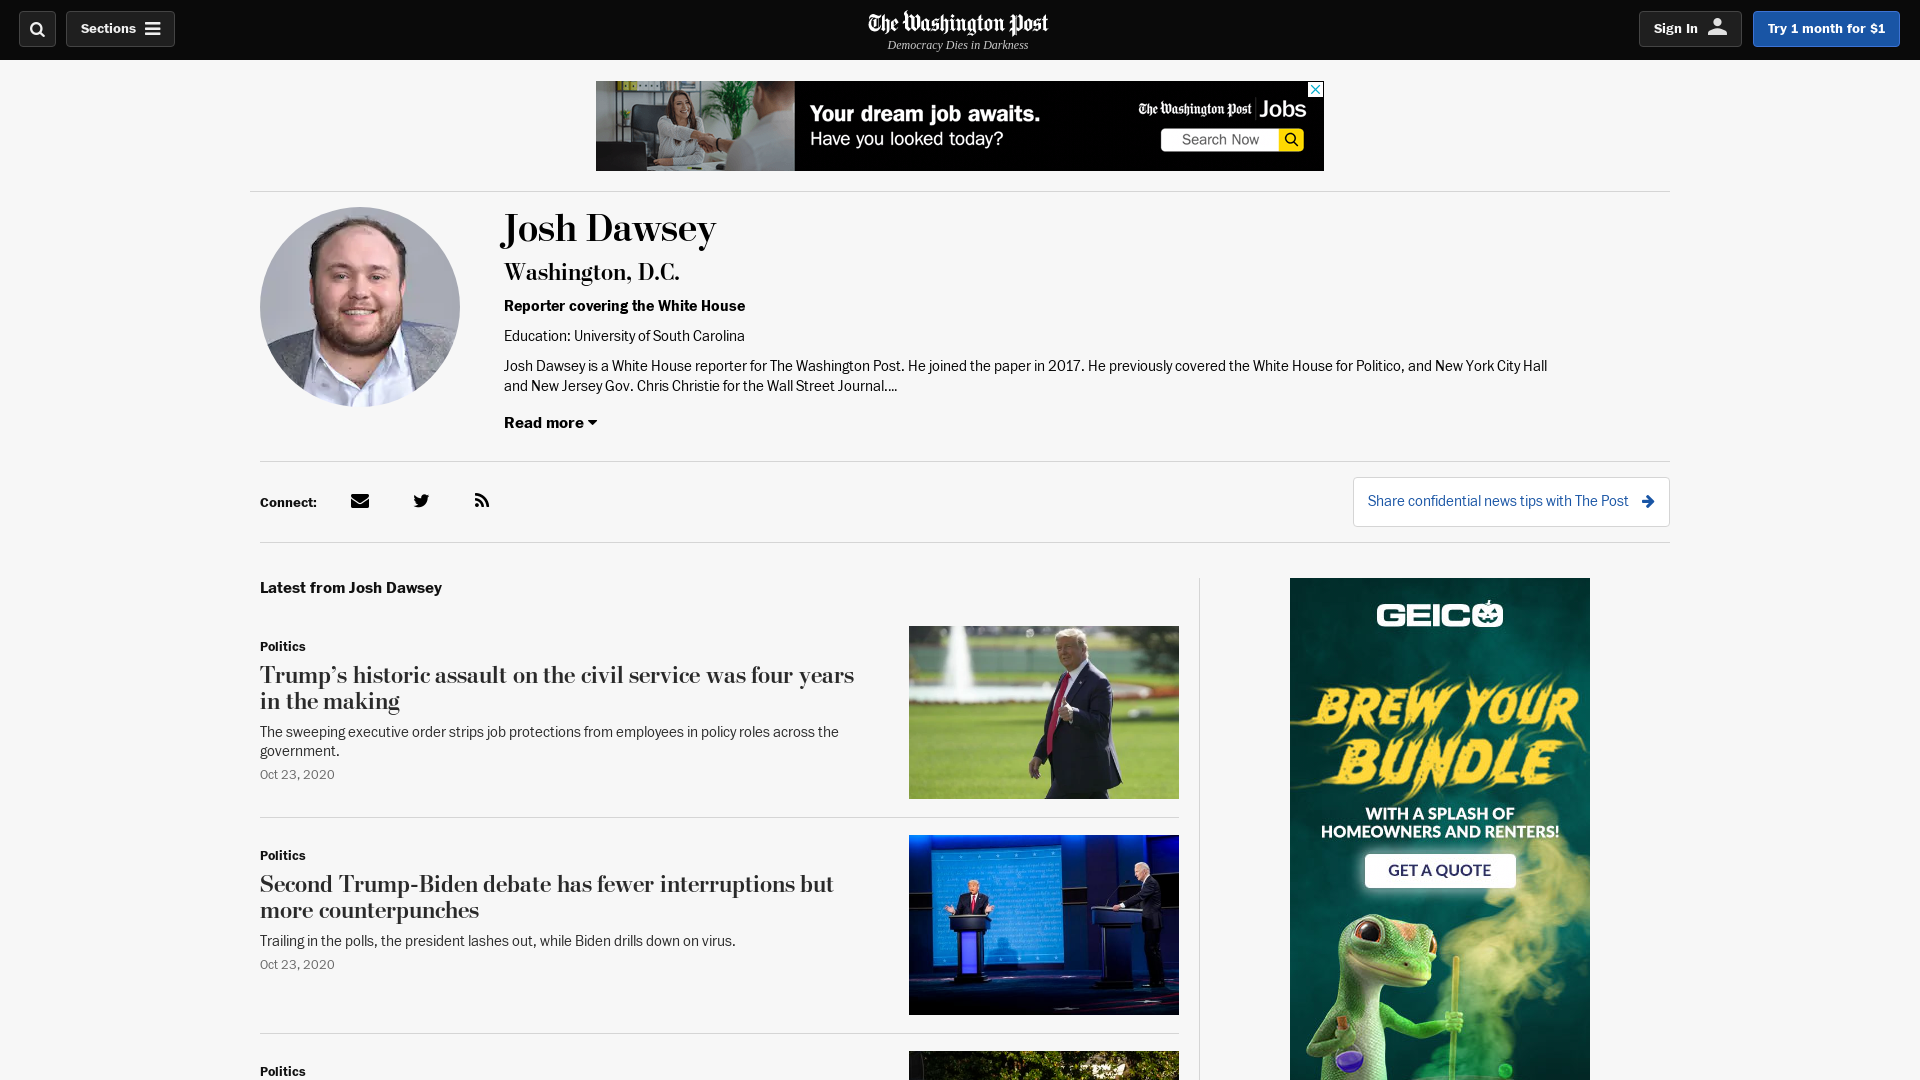 Sections
The Washington Post
Democracy Dies in Darkness
Sign In
Try 1 month for $1
Your dream job awaits.
Have you looked today?
The Washington Post Jobs
Search Now
Josh Dawsey
Washington, D.C.
Reporter covering the White House
Education: University of South Carolina
Josh Dawsey is a White House reporter for The Washington Post. He joined the paper in 2017. He previously covered the White House for Politico, and New York City Hall
and New Jersey Gov. Chris Christie for the Wall Street Journal....
Read more
Connect:
Share confidential news tips with The Post
Latest from Josh Dawsey
Politics
Trump’s historic assault on the civil service was four years
in the making
The sweeping executive order strips job protections from employees in policy roles across the
government.
Oct 23, 2020
Politics
Second Trump-Biden debate has fewer interruptions but
more counterpunches
Trailing in the polls, the president lashes out, while Biden drills down on virus.
Oct 23, 2020
Politics
GEICO
BREW YOUR
BUNDLE
WITH A SPLASH OF
HOMEOWNERS AND RENTERS!
GET A QUOTE